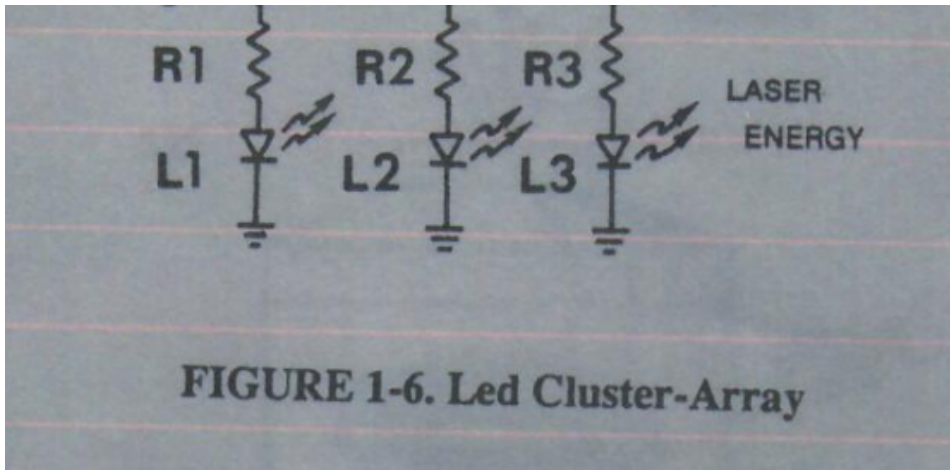 R1 R2 R3
LASER
ENERGY
L1 L2 L3
FIGURE 1-6. Led Cluster-Array